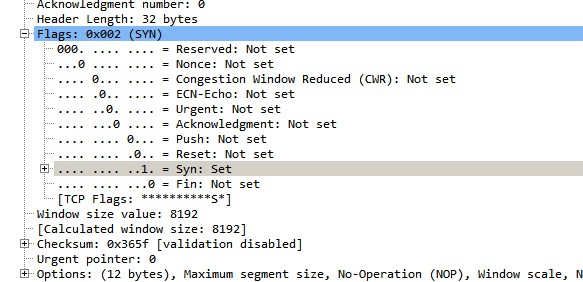 Acknowledgment number: 0
Header Length: 32 bytes
Flags: 0x002 (SYN)
000. .... .... = Reserved: Not set
...0 .... .... = Nonce: Not set
.... 0... .... = Congestion Window Reduced (CWR): Not set
.... .0.. .... = ECN-Echo: Not set
.... ..0. .... = Urgent: Not set
.... ...0 .... = Acknowledgment: Not set
.... .... 0... = Push: Not set
.... .... .0.. = Reset: Not set
.... .... ..1. = Syn: Set
.... .... ...0 = Fin: Not set
[TCP Flags: **********S*]
Window size value: 8192
[Calculated window size: 8192]
Checksum: 0x365f [validation disabled]
Urgent pointer: 0
Options: (12 bytes), Maximum segment size, No-Operation (NOP), Window scale, N